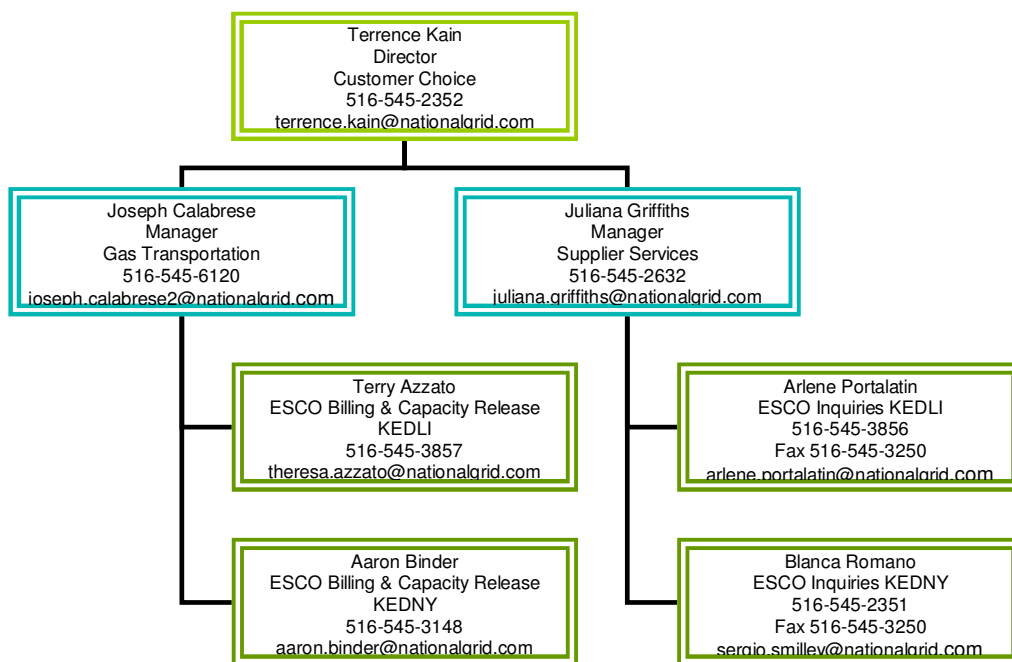 Terrence Kain
Director
Customer Choice
516-545-2352
terrence.kain@nationalgrid.com
Joseph Calabrese
Manager
Gas Transportation
516-545-6120
joseph.calabrese2@nationalgrid.com
Juliana Griffiths
Manager
Supplier Services
516-545-2632
juliana.griffiths@nationalgrid.com
Terry Azzato
ESCO Billing & Capacity Release
KEDLI
516-545-3857
theresa.azzato@nationalgrid.com
Arlene Portalatin
ESCO Inquiries KEDLI
516-545-3856
Fax 516-545-3250
arlene.portalatin@nationalgrid.com
Aaron Binder
ESCO Billing & Capacity Release
KEDNY
516-545-3148
aaron.binder@nationalgrid.com
Blanca Romano
ESCO Inquiries KEDNY
516-545-2351
Fax 516-545-3250
sergio.smilley@nationalgrid.com